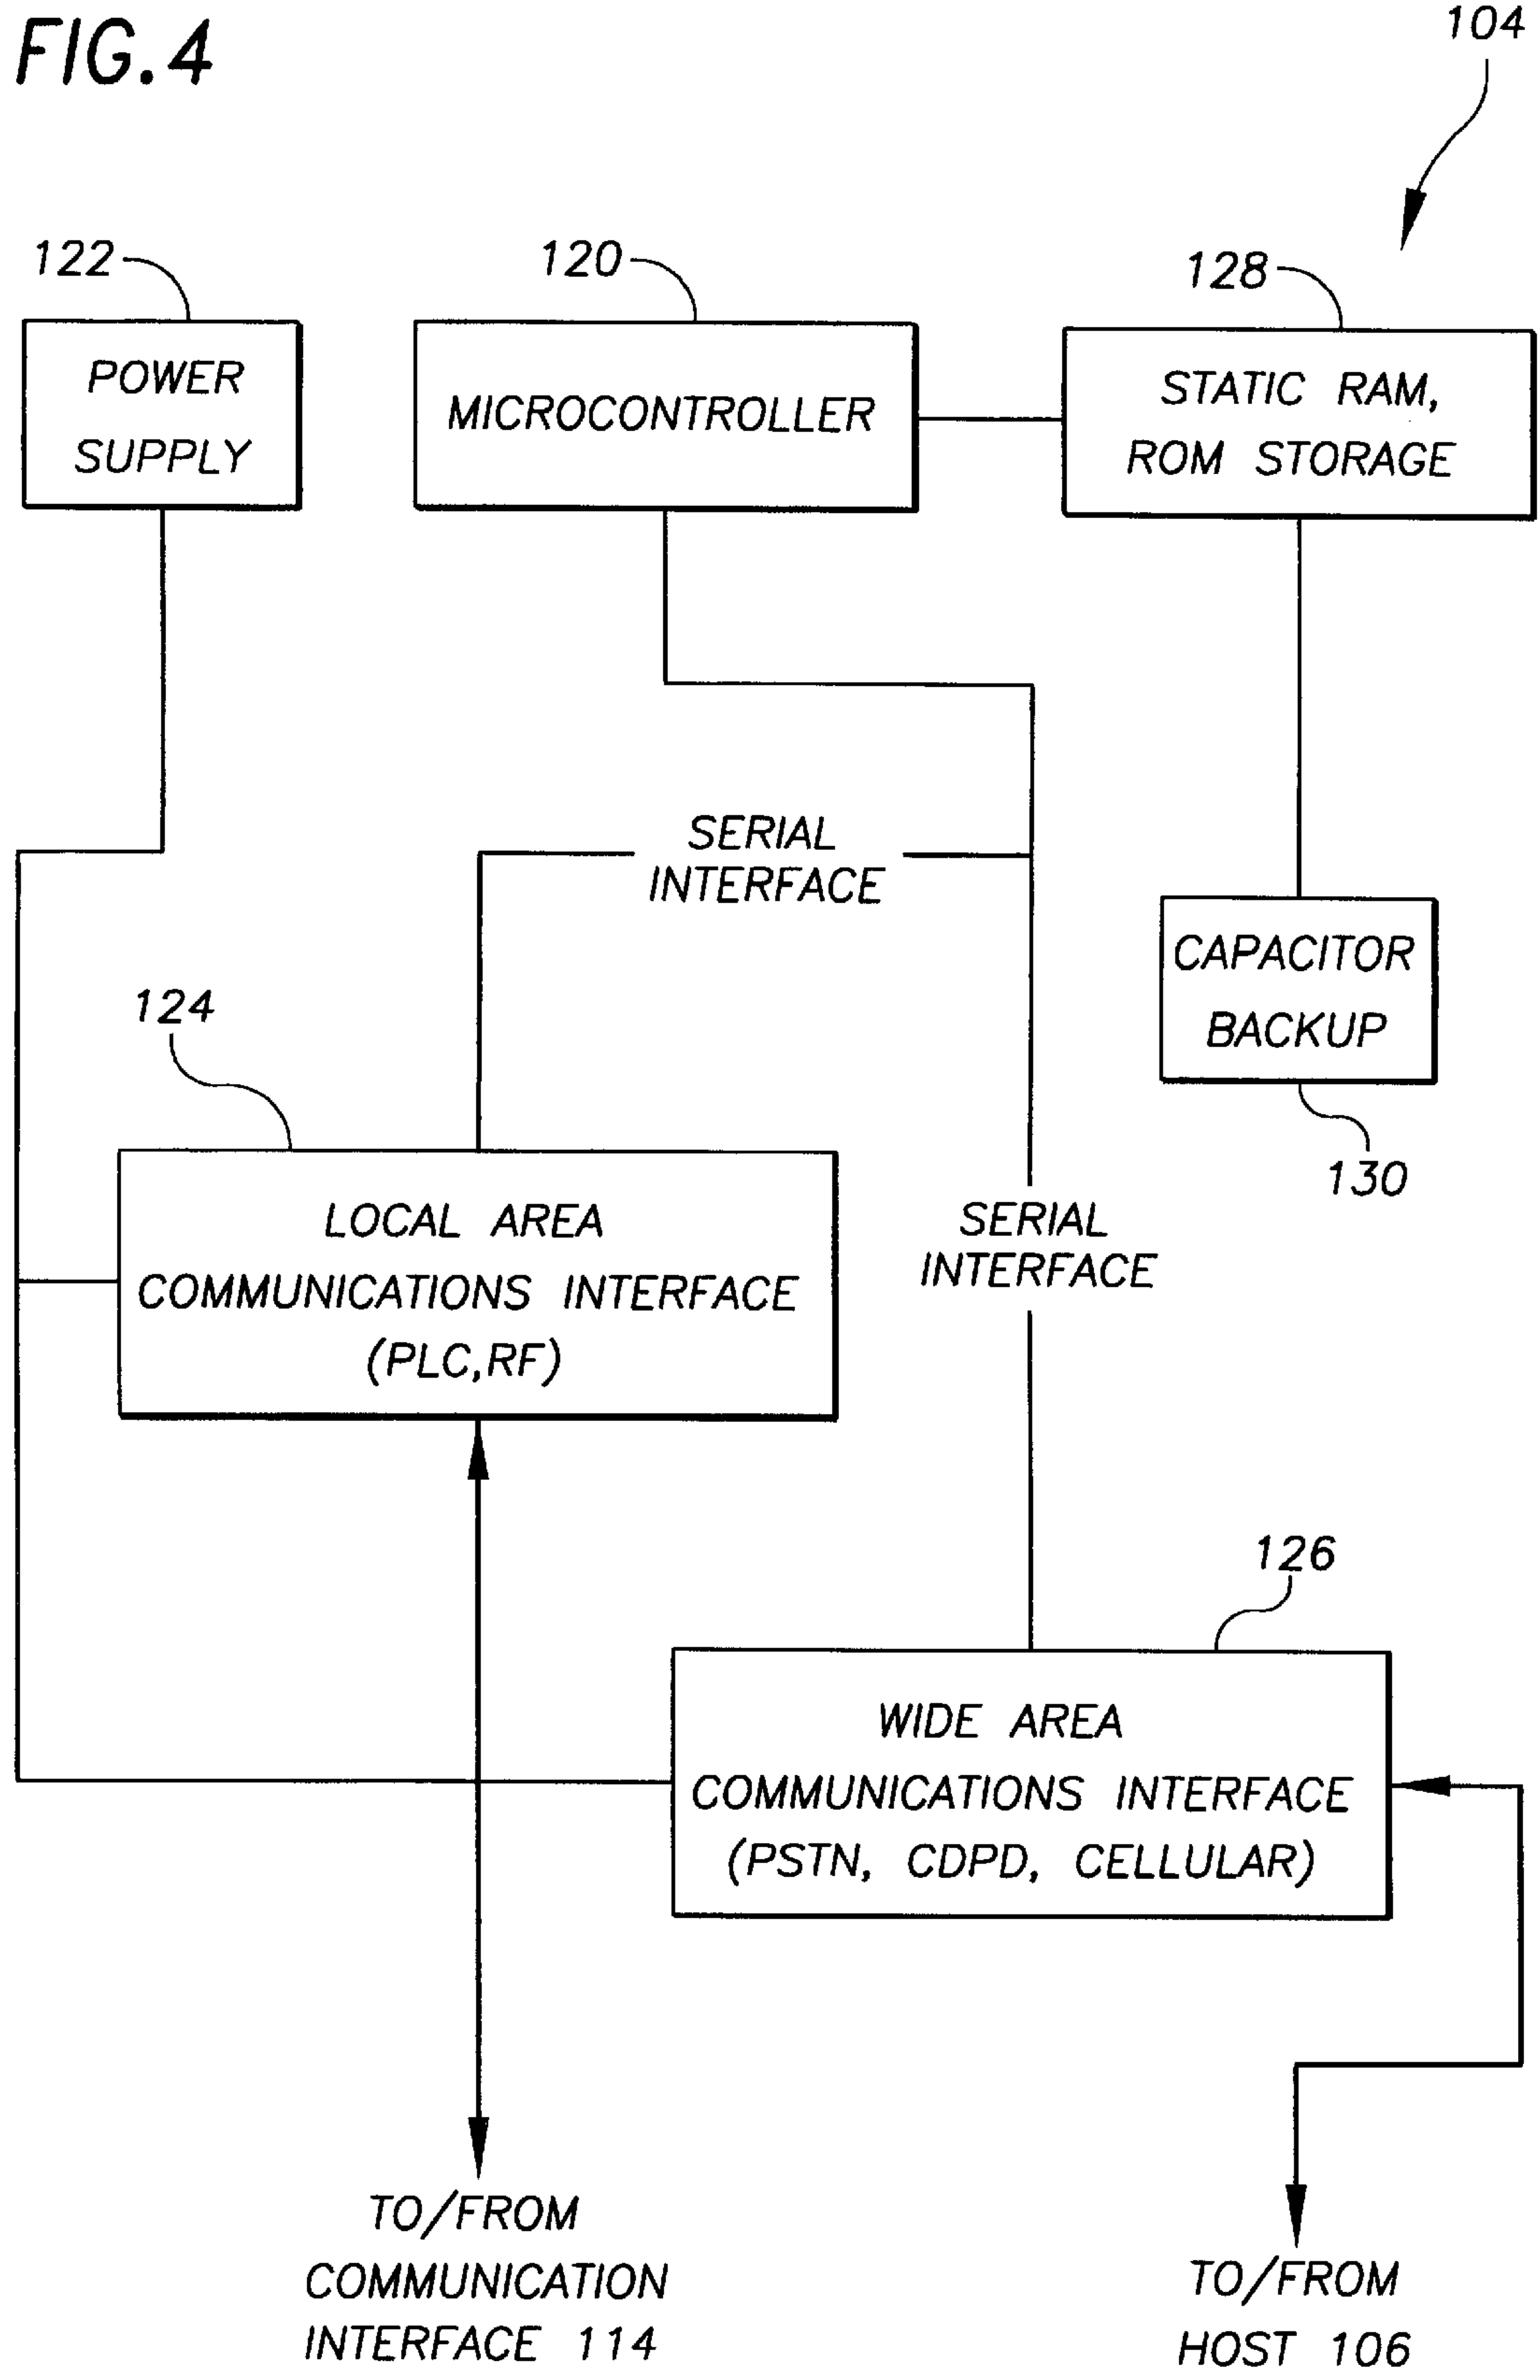 FIG.4
104
122
120
128
POWER
SUPPLY
MICROCONTROLLER
STATIC RAM,
ROM STORAGE
SERIAL
INTERFACE
CAPACITOR
BACKUP
130
124
LOCAL AREA
COMMUNICATIONS INTERFACE
(PLC,RF)
SERIAL
INTERFACE
126
WIDE AREA
COMMUNICATIONS INTERFACE
(PSTN, CDPD, CELLULAR)
TO/FROM
COMMUNICATION
INTERFACE 114
TO/FROM
HOST 106